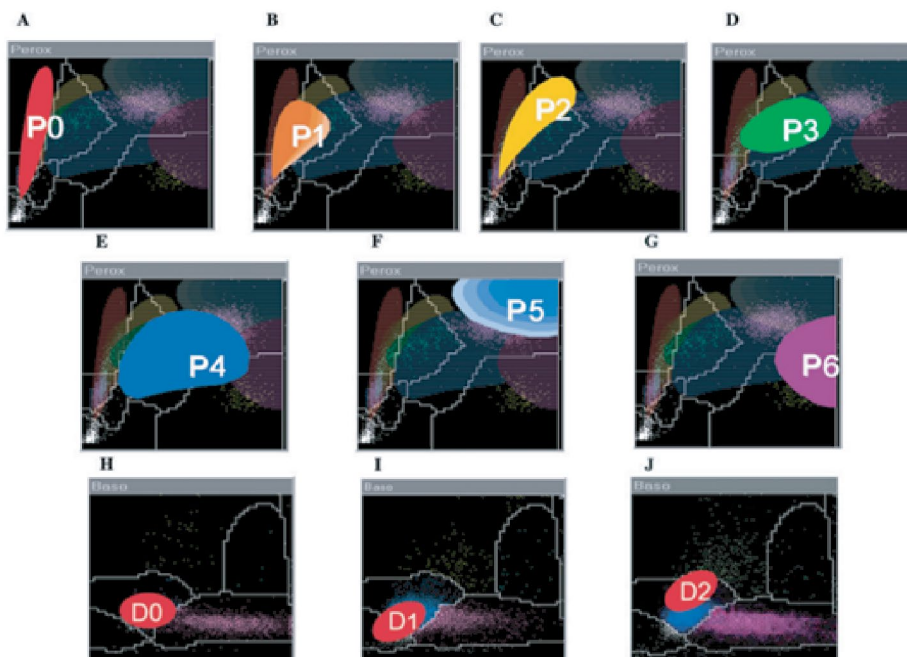 A B C D
Perox Perox Perox Perox
P0 P1 P2 P3
E F G
Perox Perox Perox
P4 P5 P6
H I J
Baso Baso Baso
D0 D1 D2